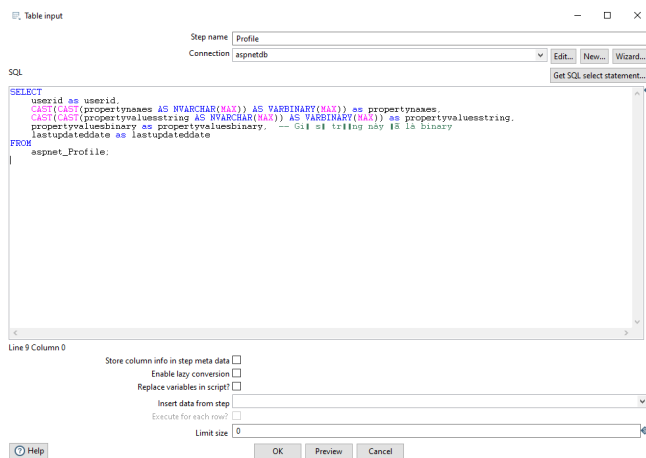 Table input
Step name Profile
Connection aspnetdb Edit... New... Wizard...
SQL Get SQL select statement...
SELECT
userid as userid,
CAST(CAST(propertynames AS NVARCHAR(MAX)) AS VARBINARY(MAX)) as propertynames,
CAST(CAST(propertyvaluesstring AS NVARCHAR(MAX)) AS VARBINARY(MAX)) as propertyvaluesstring,
propertyvaluesbinary as propertyvaluesbinary, -- này là binary
lastupdateddate as lastupdateddate
FROM
aspnet_Profile;
Line 9 Column 0
Store column info in step meta data
Enable lazy conversion
Replace variables in script?
Insert data from step
Execute for each row?
Limit size 0
Help OK Preview Cancel